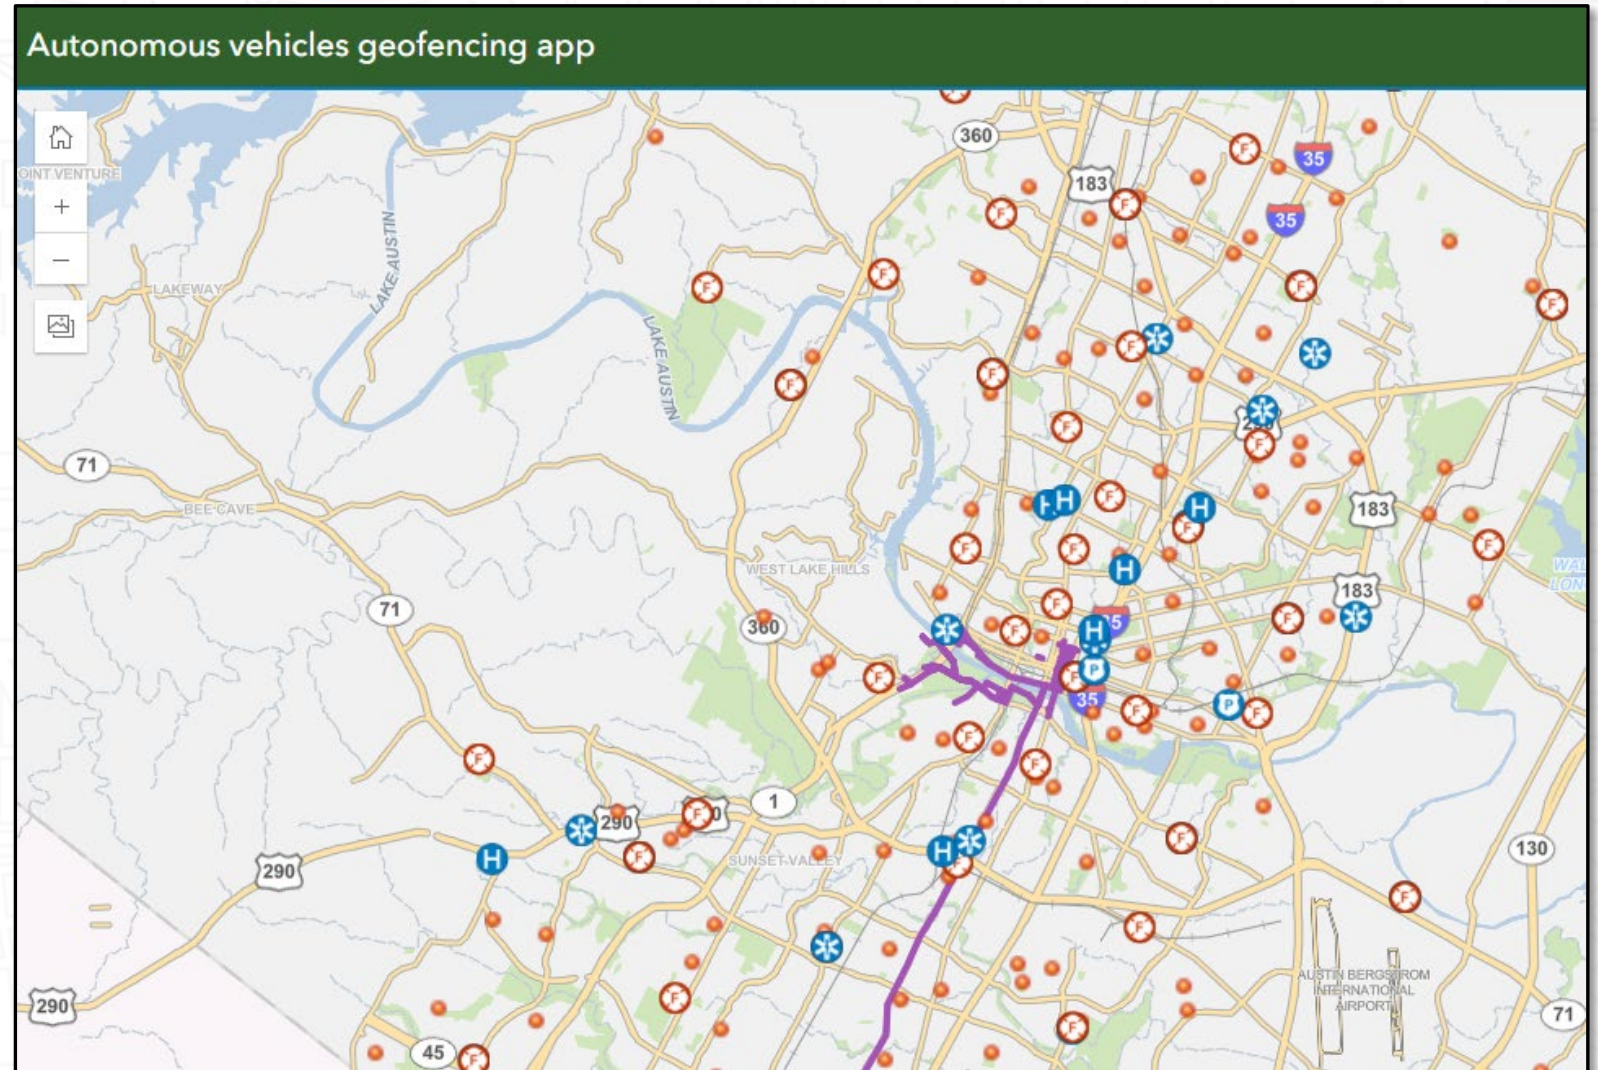 Autonomous vehicles geofencing app
360
35
183
35
OINT VENTURE
+
−
LAKEWAY
LAKE AUSTIN
LAKE AUSTIN
71
BEE CAVE
183
WEST LAKE HILLS
71
183
360
35
290
1
290
SUNSET VALLEY
290
130
AUSTIN BERGSTROM
INTERNATIONAL
AIRPORT
290
71
45
F
H
P